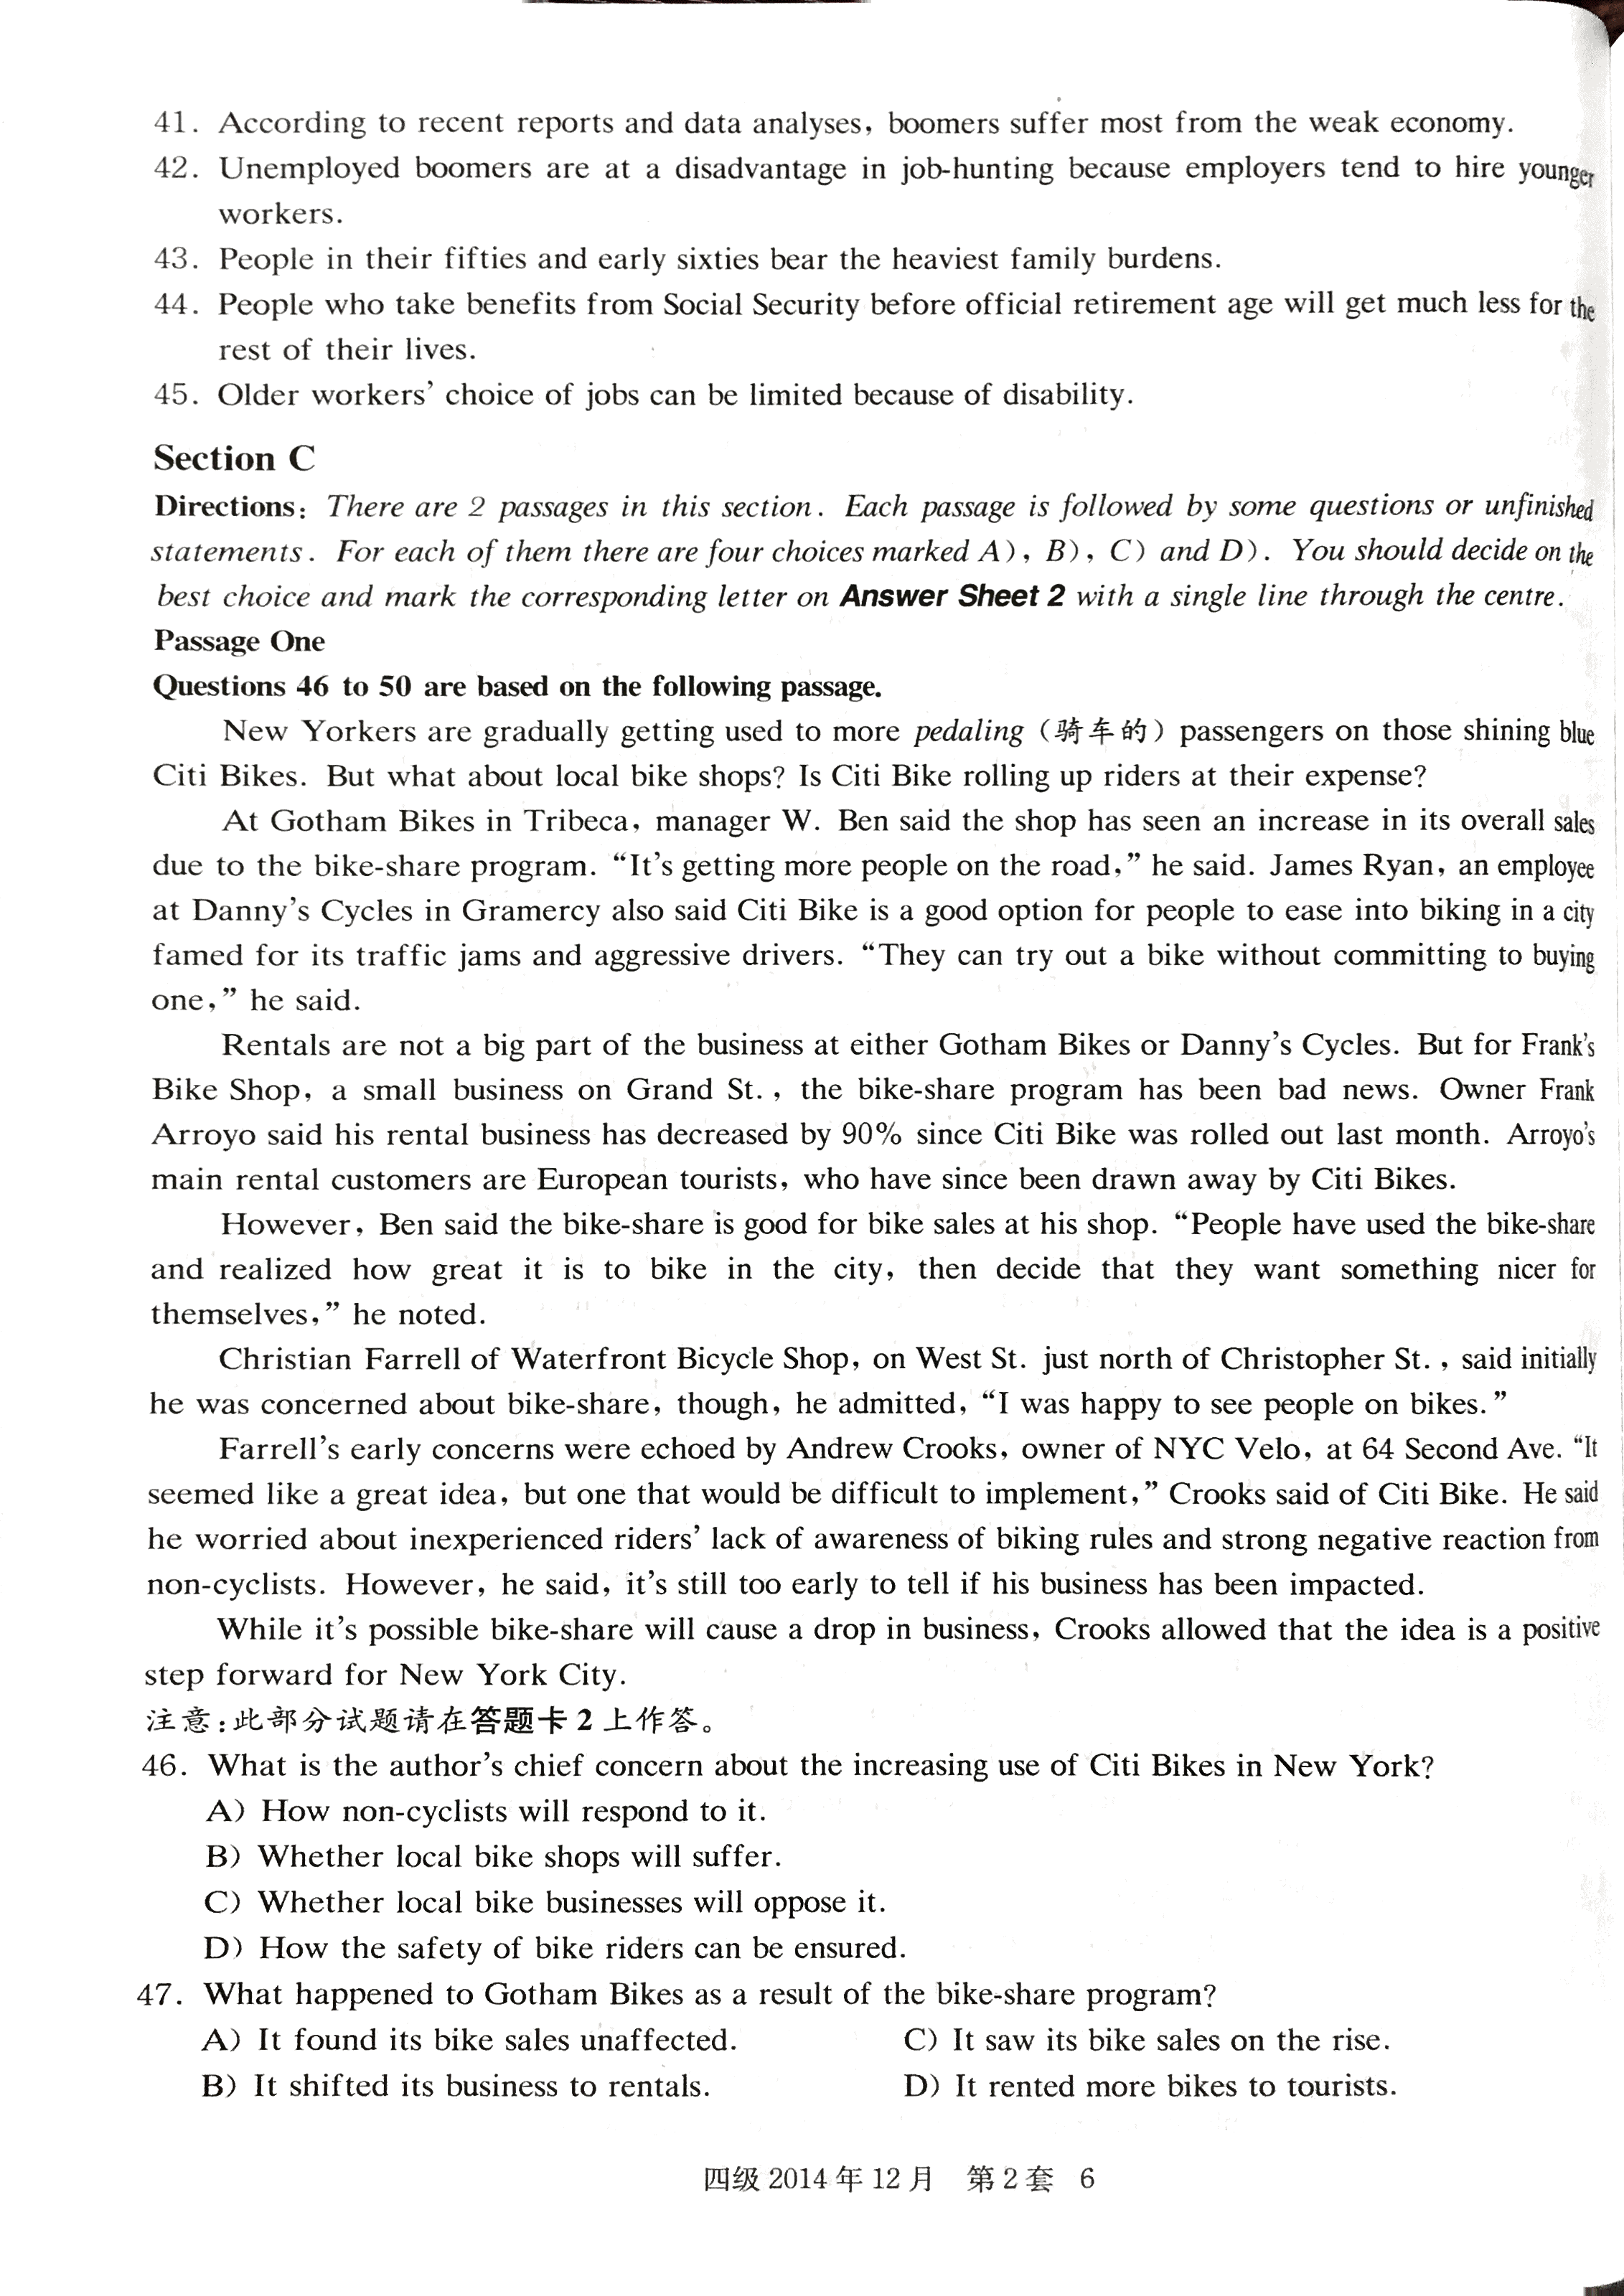 41. According to recent reports and data analyses, boomers suffer most from the weak economy.
42. Unemployed boomers are at a disadvantage in job-hunting because employers tend to hire younger
workers.
43. People in their fifties and early sixties bear the heaviest family burdens.
44. People who take benefits from Social Security before official retirement age will get much less for the
rest of their lives.
45. Older workers' choice of jobs can be limited because of disability.
Section C
Directions: There are 2 passages in this section. Each passage is followed by some questions or unfinished
statements. For each of them there are four choices marked A), B), C) and D). You should decide on the
best choice and mark the corresponding letter on Answer Sheet 2 with a single line through the centre.
Passage One
Questions 46 to 50 are based on the following passage.
New Yorkers are gradually getting used to more pedaling (骑车的) passengers on those shining blue
Citi Bikes. But what about local bike shops? Is Citi Bike rolling up riders at their expense?
At Gotham Bikes in Tribeca, manager W. Ben said the shop has seen an increase in its overall sales
due to the bike-share program. "It's getting more people on the road," he said. James Ryan, an employee
at Danny's Cycles in Gramercy also said Citi Bike is a good option for people to ease into biking in a city
famed for its traffic jams and aggressive drivers. "They can try out a bike without committing to buying
one," he said.
Rentals are not a big part of the business at either Gotham Bikes or Danny's Cycles. But for Frank's
Bike Shop, a small business on Grand St., the bike-share program has been bad news. Owner Frank
Arroyo said his rental business has decreased by 90% since Citi Bike was rolled out last month. Arroyo's
main rental customers are European tourists, who have since been drawn away by Citi Bikes.
However, Ben said the bike-share is good for bike sales at his shop. "People have used the bike-share
and realized how great it is to bike in the city, then decide that they want something nicer for
themselves," he noted.
Christian Farrell of Waterfront Bicycle Shop, on West St. just north of Christopher St., said initially
he was concerned about bike-share, though, he admitted, "I was happy to see people on bikes."
Farrell's early concerns were echoed by Andrew Crooks, owner of NYC Velo, at 64 Second Ave. "It
seemed like a great idea, but one that would be difficult to implement," Crooks said of Citi Bike. He said
he worried about inexperienced riders' lack of awareness of biking rules and strong negative reaction from
non-cyclists. However, he said, it's still too early to tell if his business has been impacted.
While it's possible bike-share will cause a drop in business, Crooks allowed that the idea is a positive
step forward for New York City.
注意:此部分试题请在答题卡 2 上作答。
46. What is the author's chief concern about the increasing use of Citi Bikes in New York?
A) How non-cyclists will respond to it.
B) Whether local bike shops will suffer.
C) Whether local bike businesses will oppose it.
D) How the safety of bike riders can be ensured.
47. What happened to Gotham Bikes as a result of the bike-share program?
A) It found its bike sales unaffected. C) It saw its bike sales on the rise.
B) It shifted its business to rentals. D) It rented more bikes to tourists.
四级 2014 年 12 月 第 2 套 6